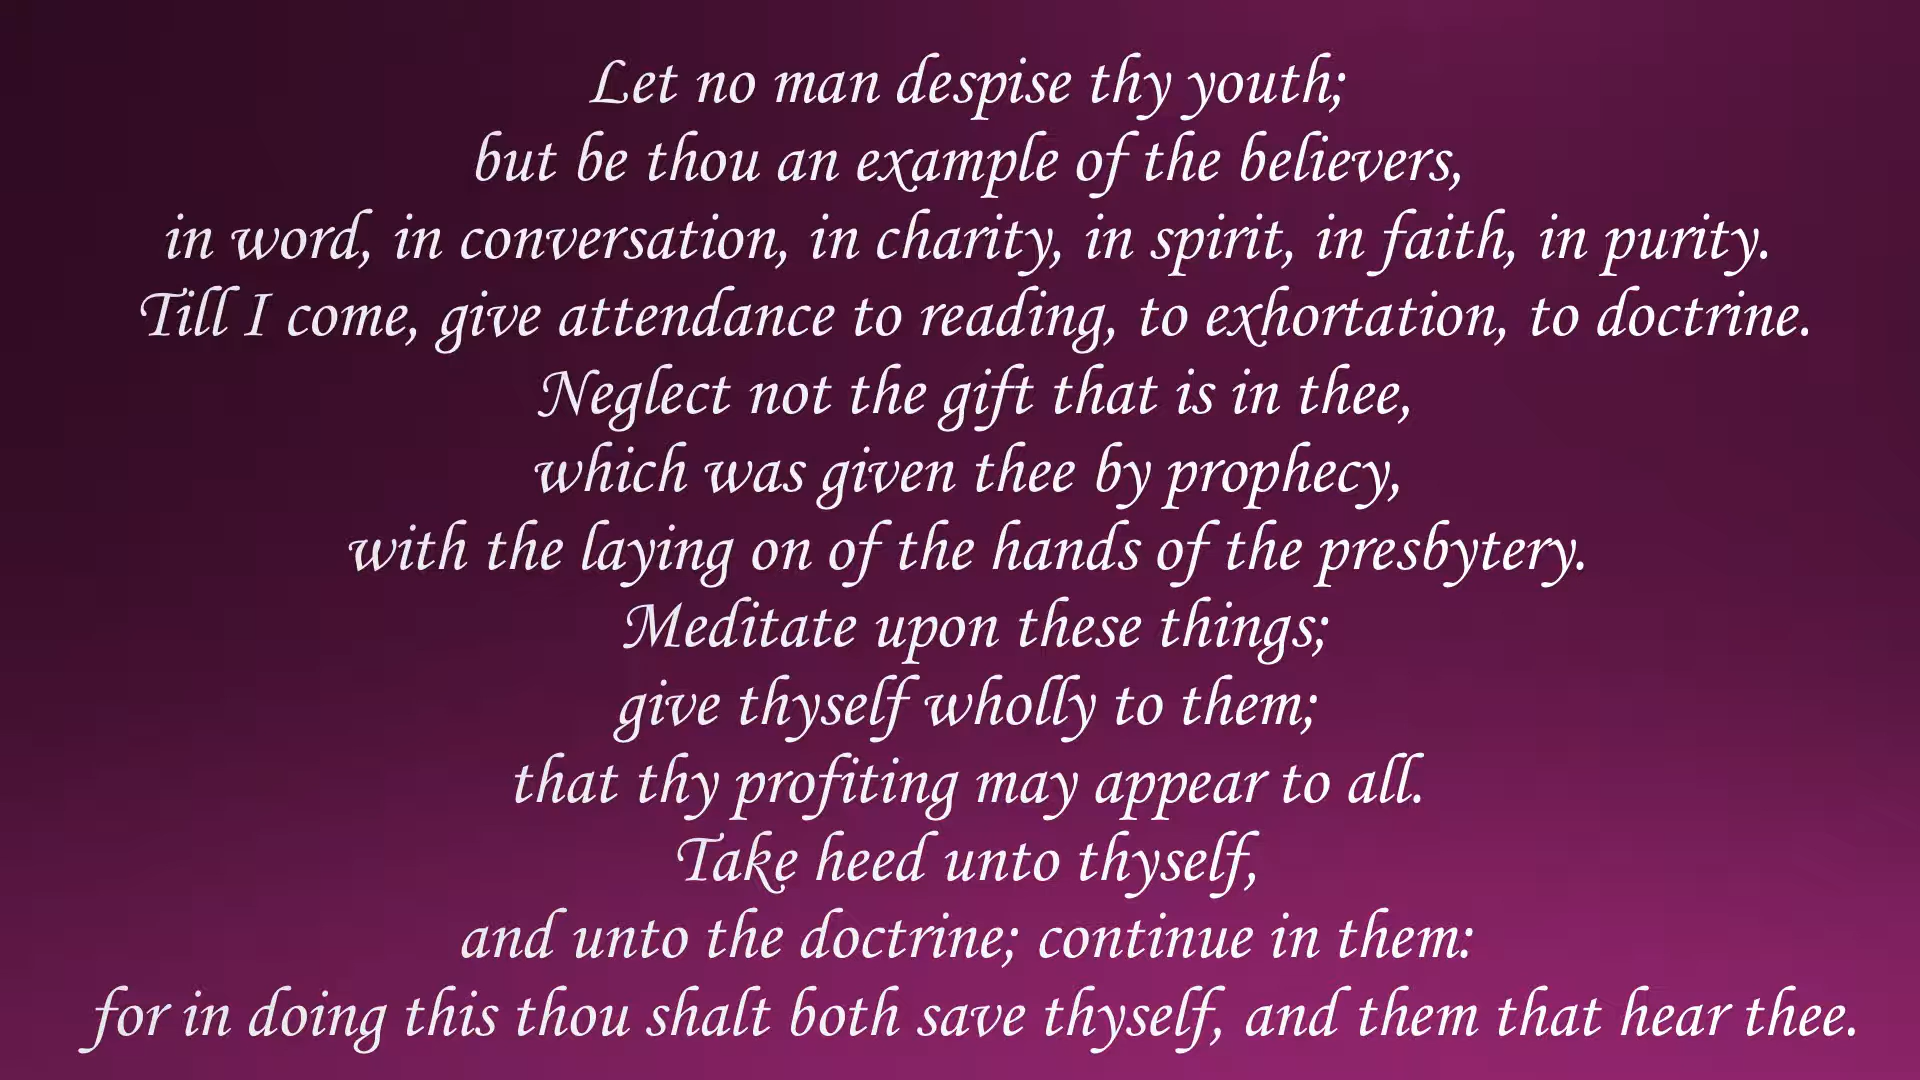 Let no man despise thy youth;
but be thou an example of the believers,
in word, in conversation, in charity, in spirit, in faith, in purity.
Till I come, give attendance to reading, to exhortation, to doctrine.
Neglect not the gift that is in thee,
which was given thee by prophecy,
with the laying on of the hands of the presbytery.
Meditate upon these things;
give thyself wholly to them;
that thy profiting may appear to all.
Take heed unto thyself,
and unto the doctrine; continue in them:
for in doing this thou shalt both save thyself, and them that hear thee.